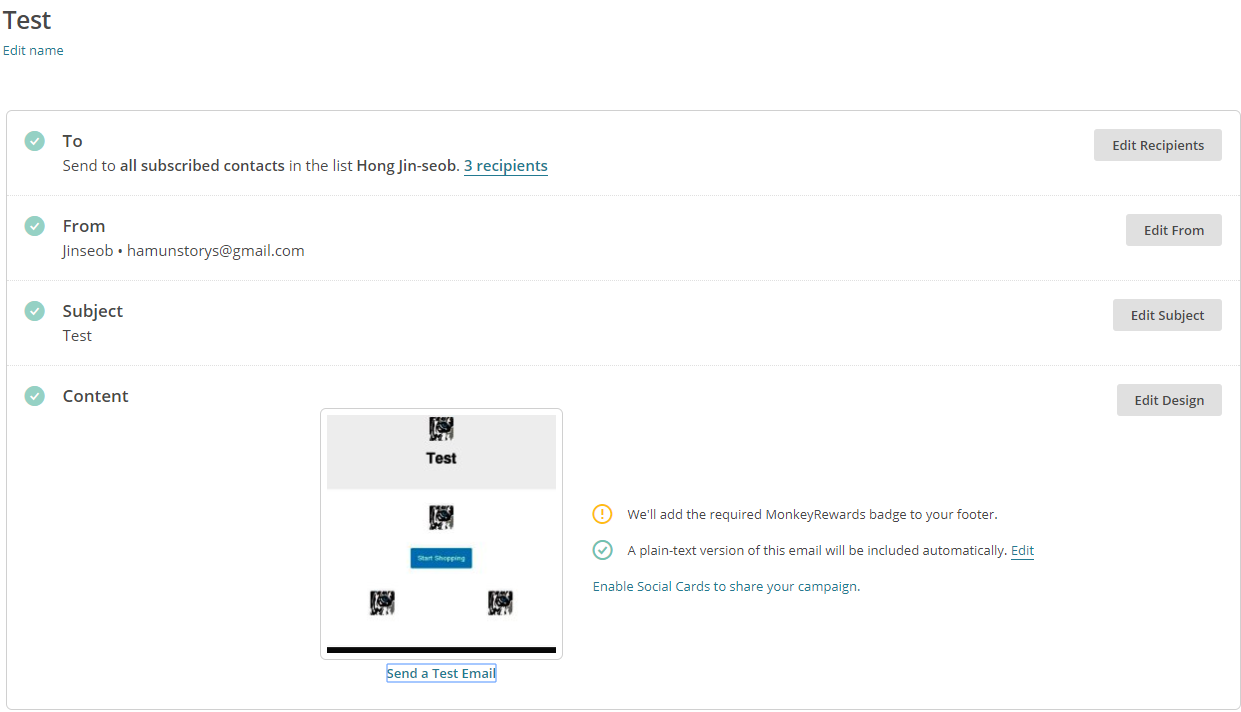 Test
Edit name
To
Send to all subscribed contacts in the list Hong Jin-seob. 3 recipients
Edit Recipients
From
Jinseob • hamunstorys@gmail.com
Edit From
Subject
Test
Edit Subject
Content
Edit Design
Test
Start Shopping
Send a Test Email
We'll add the required MonkeyRewards badge to your footer.
A plain-text version of this email will be included automatically. Edit
Enable Social Cards to share your campaign.